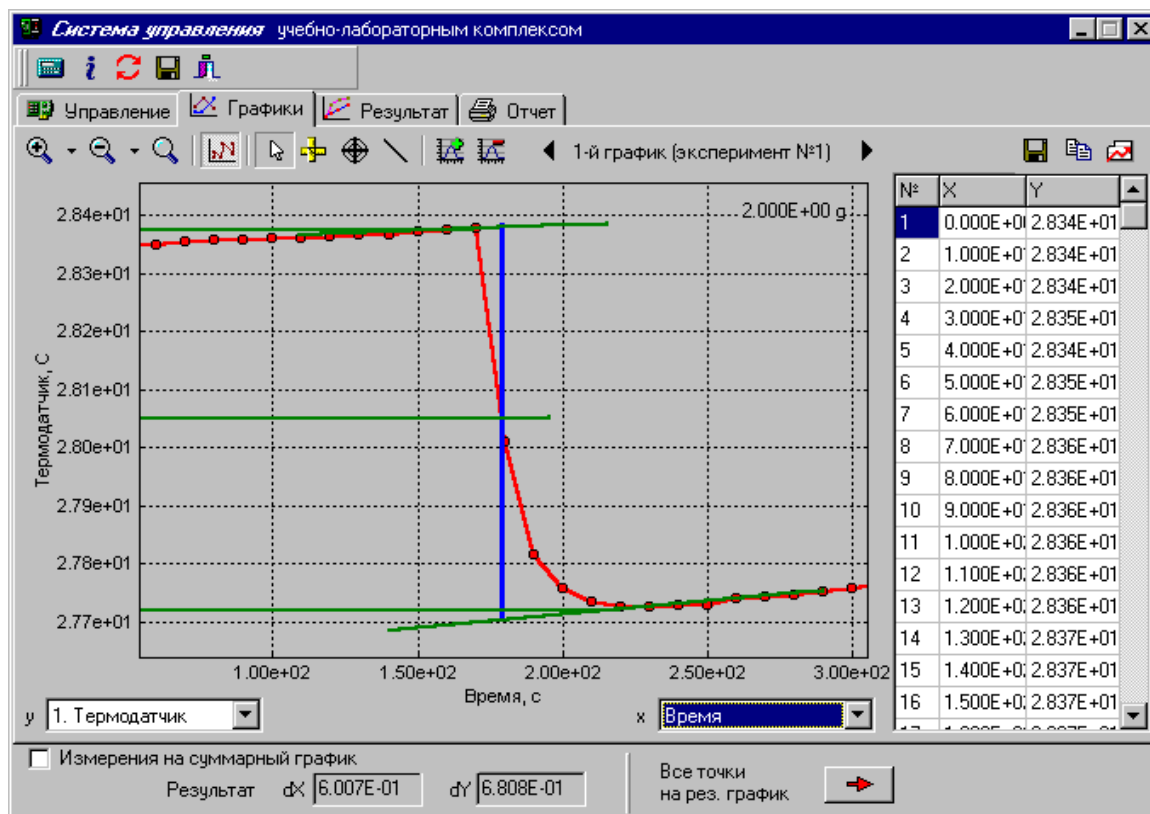 Система управления учебно-лабораторным комплексом
Управление Графики Результат Отчет
1-й график (эксперимент №1)
2.000E+00 g
2.84e+01
2.83e+01
2.82e+01
2.81e+01
2.80e+01
2.79e+01
2.78e+01
2.77e+01
Термодатчик, C
1.00e+02 1.50e+02 2.00e+02 2.50e+02 3.00e+02
Время, с
y 1. Термодатчик x Время
№ X Y
1 0.000E+0 2.834E+01
2 1.000E+0 2.834E+01
3 2.000E+0 2.834E+01
4 3.000E+0 2.835E+01
5 4.000E+0 2.834E+01
6 5.000E+0 2.835E+01
7 6.000E+0 2.835E+01
8 7.000E+0 2.836E+01
9 8.000E+0 2.836E+01
10 9.000E+0 2.836E+01
11 1.000E+0 2.836E+01
12 1.100E+0 2.836E+01
13 1.200E+0 2.836E+01
14 1.300E+0 2.837E+01
15 1.400E+0 2.837E+01
16 1.500E+0 2.837E+01
Измерения на суммарный график
Результат dX 6.007E-01 dY 6.808E-01
Все точки
на рез. график